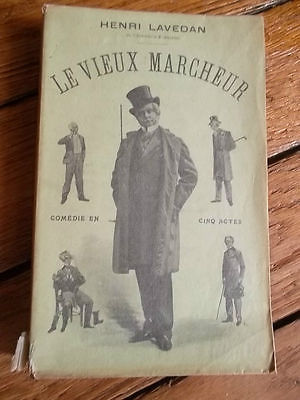 HENRI LAVEDAN
LE VIEUX MARCHEUR
COMÉDIE EN CINQ ACTES